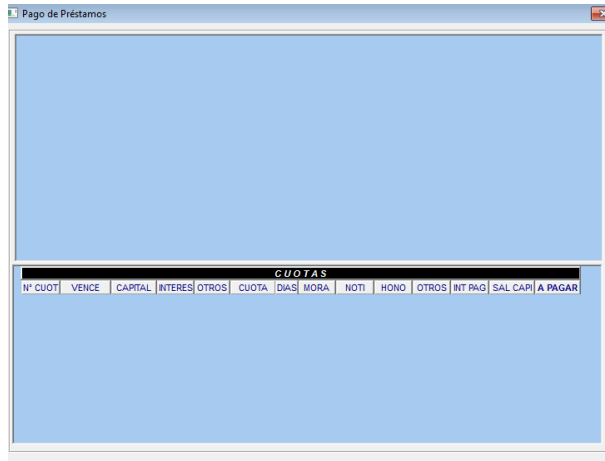 Pago de Préstamos
CUOTAS
N° CUOT VENCE CAPITAL INTERES OTROS CUOTA DIAS MORA NOTI HONO OTROS INT PAG SAL CAPI A PAGAR